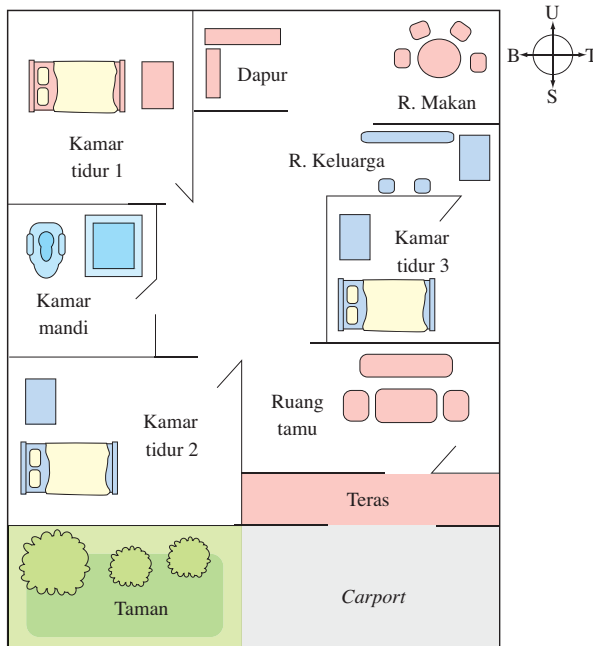 U
B
T
S
Dapur
R. Makan
Kamar
tidur 1
R. Keluarga
Kamar
tidur 3
Kamar
mandi
Ruang
tamu
Kamar
tidur 2
Teras
Taman
Carport